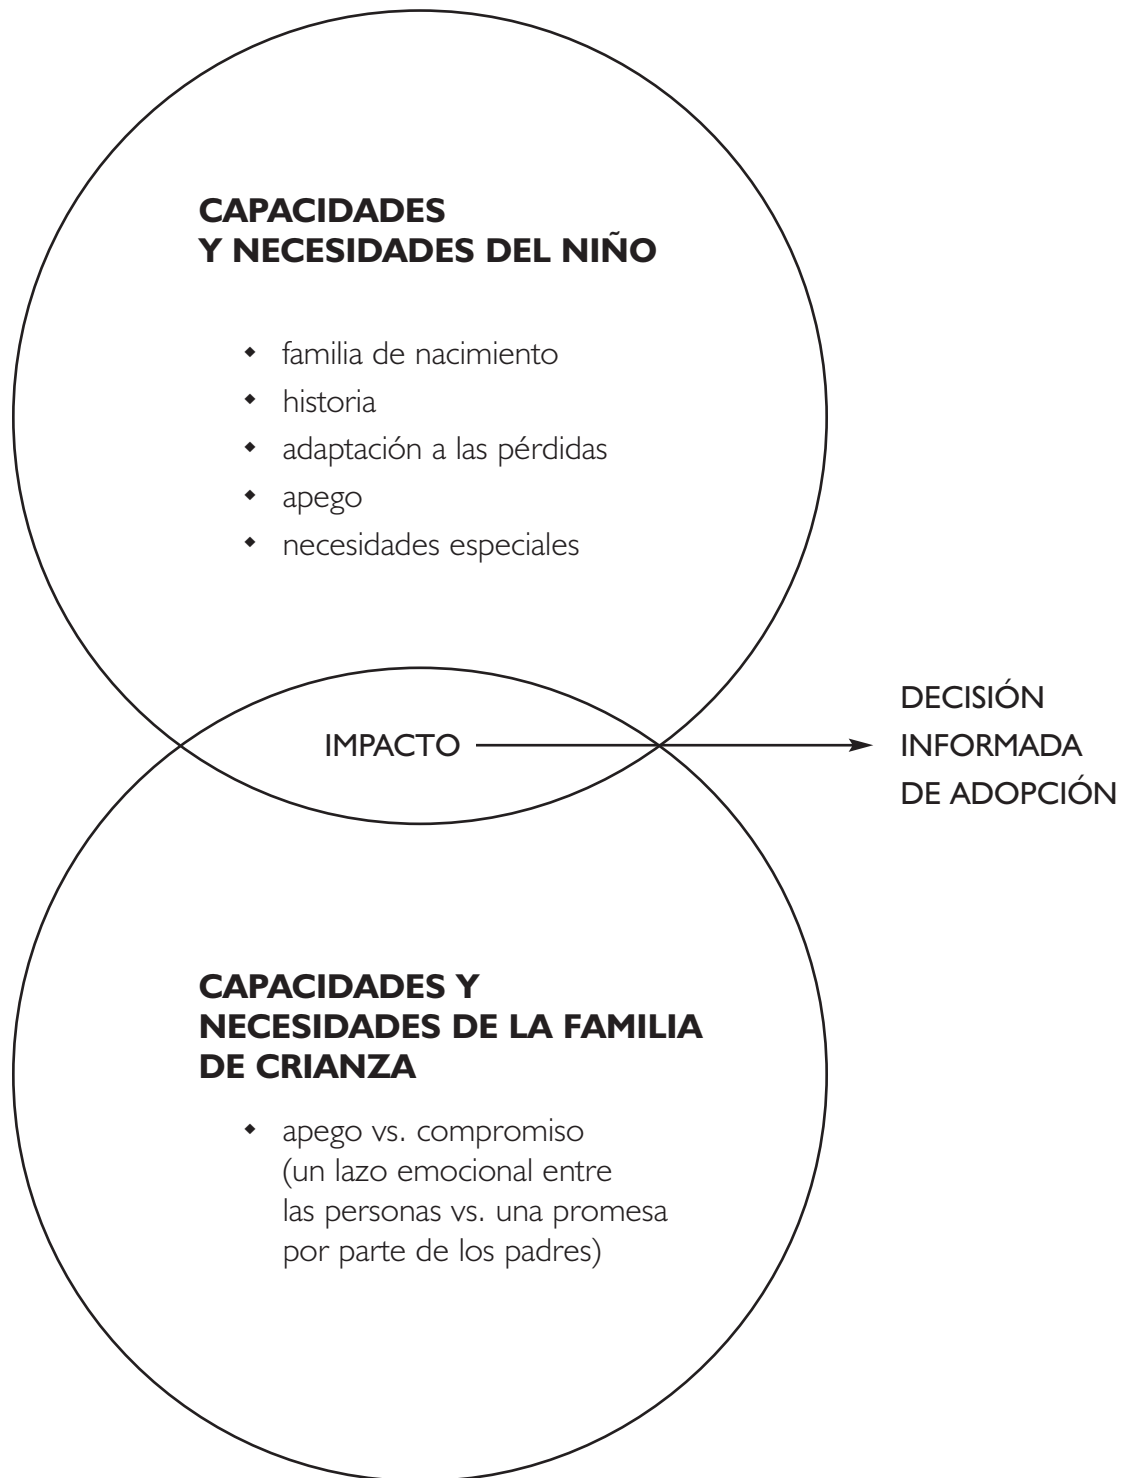 CAPACIDADES
Y NECESIDADES DEL NIÑO
◆ familia de nacimiento
◆ historia
◆ adaptación a las pérdidas
◆ apego
◆ necesidades especiales
IMPACTO
DECISIÓN
INFORMADA
DE ADOPCIÓN
CAPACIDADES Y
NECESIDADES DE LA FAMILIA
DE CRIANZA
◆ apego vs. compromiso
(un lazo emocional entre
las personas vs. una promesa
por parte de los padres)